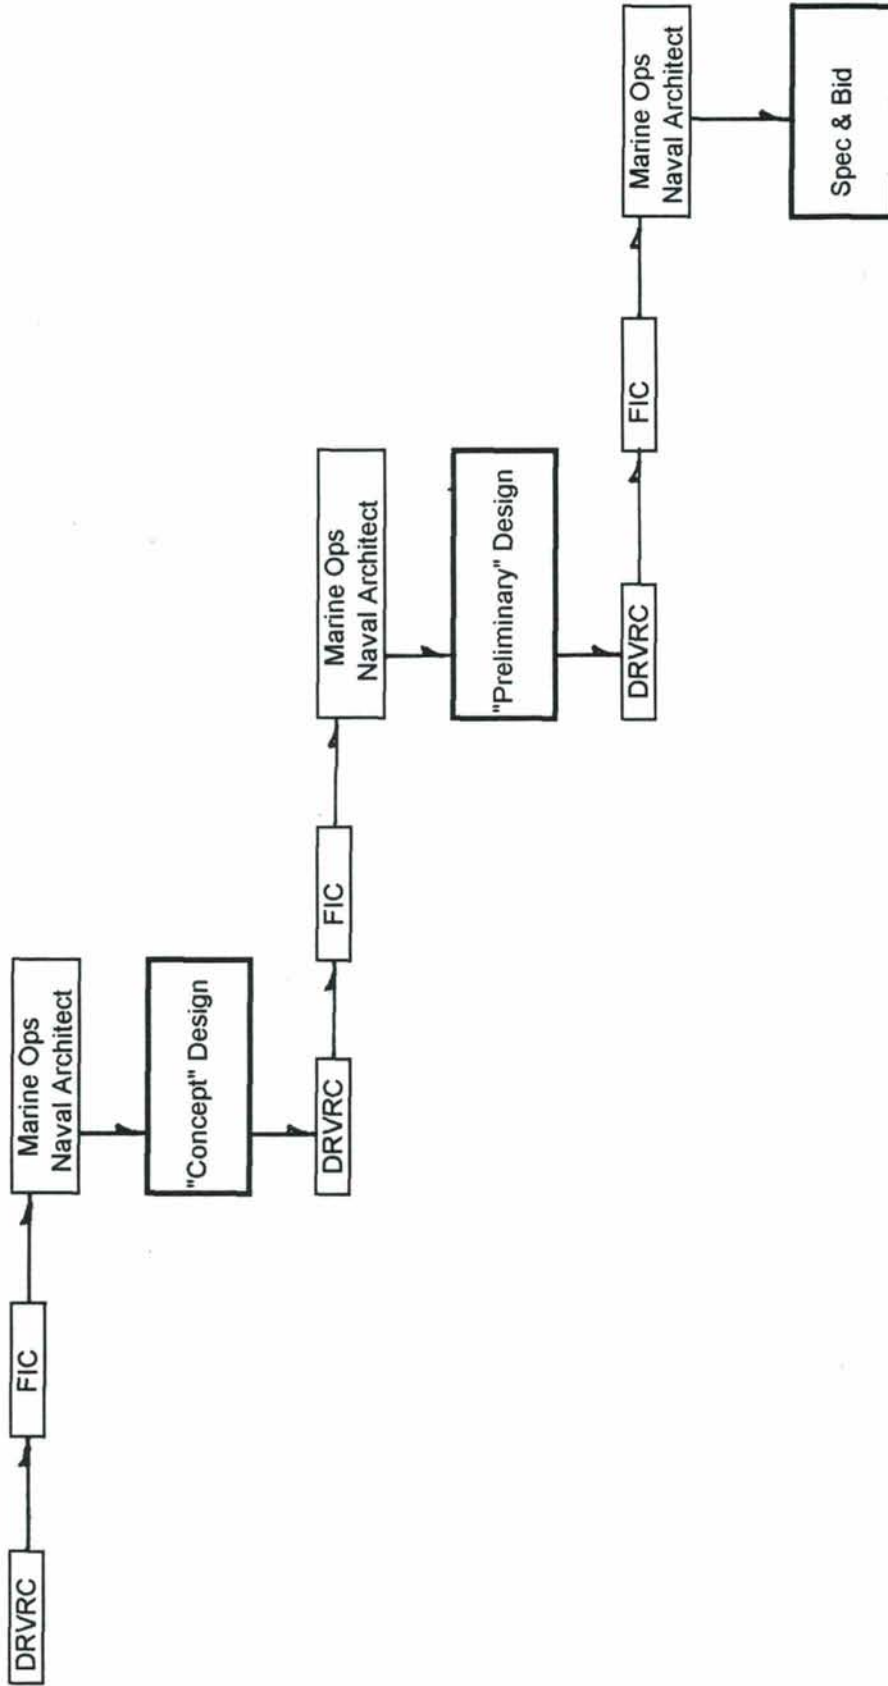 DRVRC
FIC
Marine Ops
Naval Architect
"Concept" Design
DRVRC
FIC
Marine Ops
Naval Architect
"Preliminary" Design
DRVRC
FIC
Marine Ops
Naval Architect
Spec & Bid